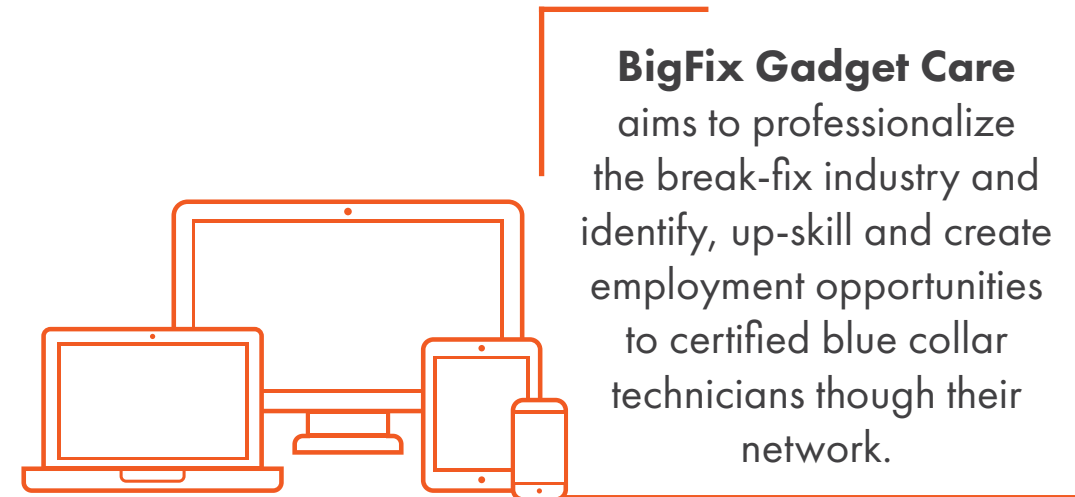 BigFix Gadget Care
aims to professionalize
the break-fix industry and
identify, up-skill and create
employment opportunities
to certified blue collar
technicians though their
network.